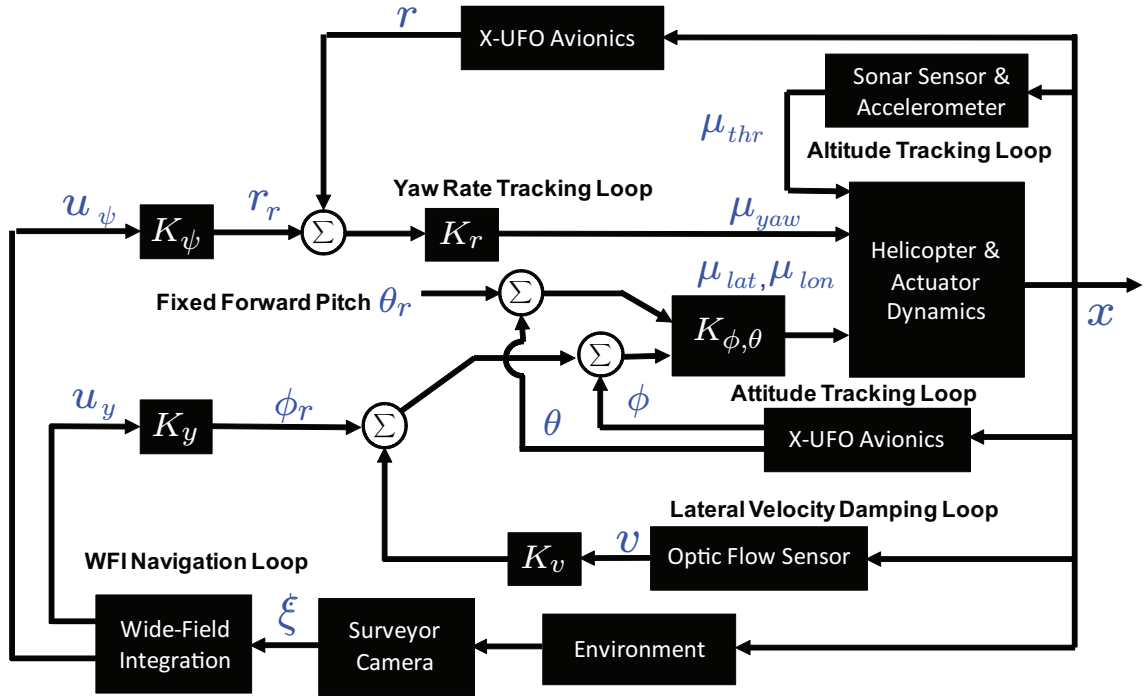 r
X-UFO Avionics
Sonar Sensor &
Accelerometer
μ_thr
Altitude Tracking Loop
Yaw Rate Tracking Loop
u_ψ
K_ψ
r_r
Σ
K_r
μ_yaw
Helicopter &
Actuator
Dynamics
Fixed Forward Pitch θ_r
Σ
μ_lat, μ_lon
K_ϕ,θ
x
Σ
Attitude Tracking Loop
u_y
K_y
ϕ_r
Σ
θ
ϕ
X-UFO Avionics
Lateral Velocity Damping Loop
K_v
v
Optic Flow Sensor
WFI Navigation Loop
Wide-Field
Integration
ξ
Surveyor
Camera
Environment